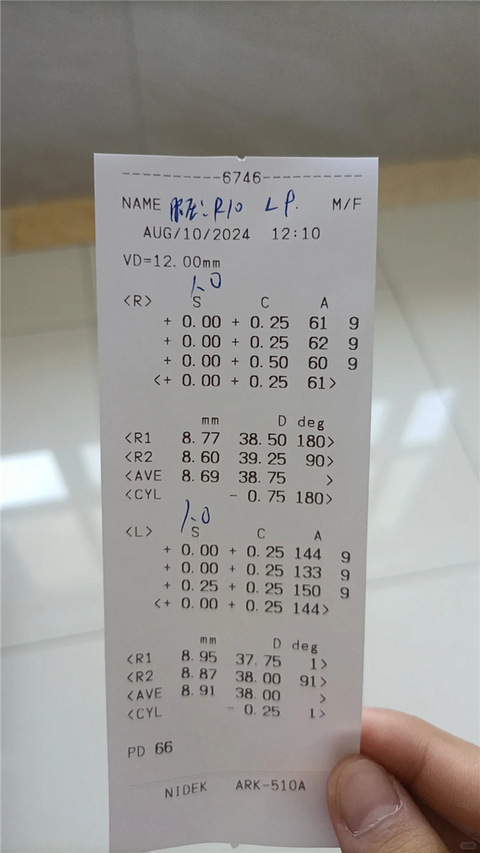 ----------6746----------
NAME 眼压: R10 L9. M/F
AUG/10/2024 12:10
VD=12.00mm
1.0
<R> S C A
+ 0.00 + 0.25 61 9
+ 0.00 + 0.25 62 9
+ 0.00 + 0.50 60 9
<+ 0.00 + 0.25 61>
mm D deg
<R1 8.77 38.50 180>
<R2 8.60 39.25 90>
<AVE 8.69 38.75 >
<CYL - 0.75 180>
1.0
<L> S C A
+ 0.00 + 0.25 144 9
+ 0.00 + 0.25 133 9
+ 0.25 + 0.25 150 9
<+ 0.00 + 0.25 144>
mm D deg
<R1 8.95 37.75 1>
<R2 8.87 38.00 91>
<AVE 8.91 38.00 >
<CYL - 0.25 1>
PD 66
NIDEK ARK-510A